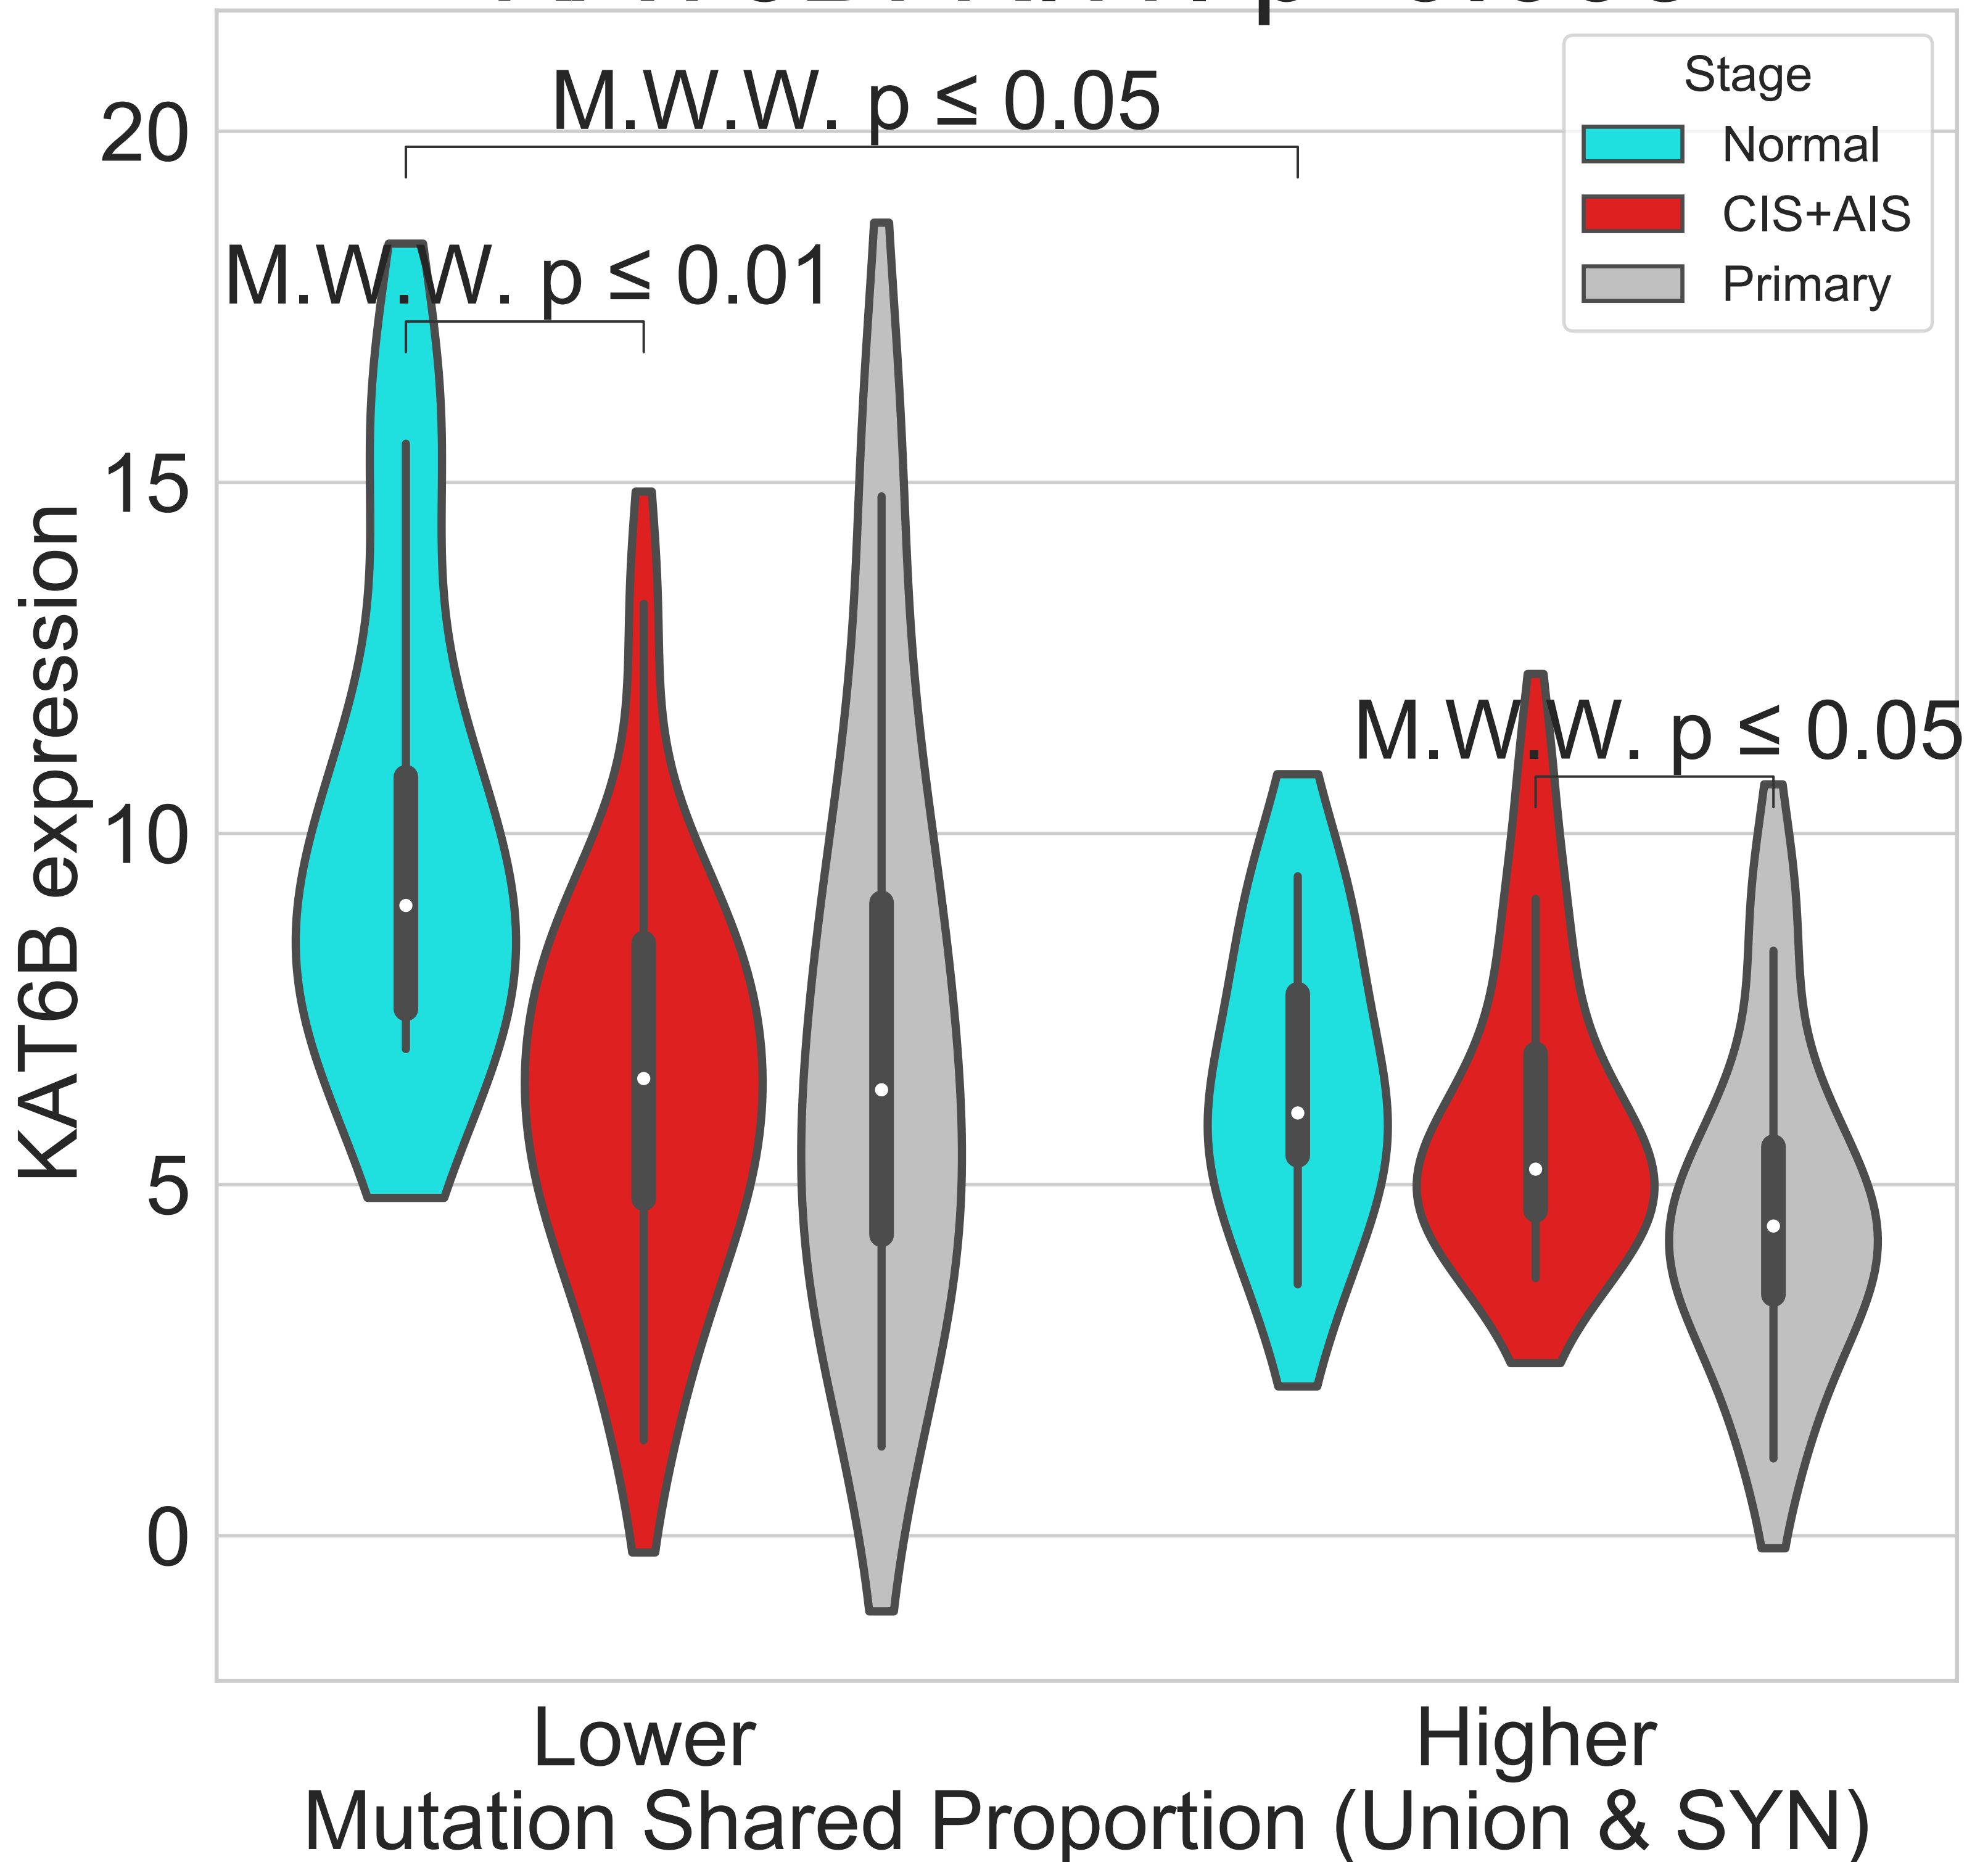 M.W.W. p ≤ 0.05
M.W.W. p ≤ 0.01
M.W.W. p ≤ 0.05
Stage
Normal
CIS+AIS
Primary
KAT6B expression
20
15
10
5
0
Lower
Higher
Mutation Shared Proportion (Union & SYN)